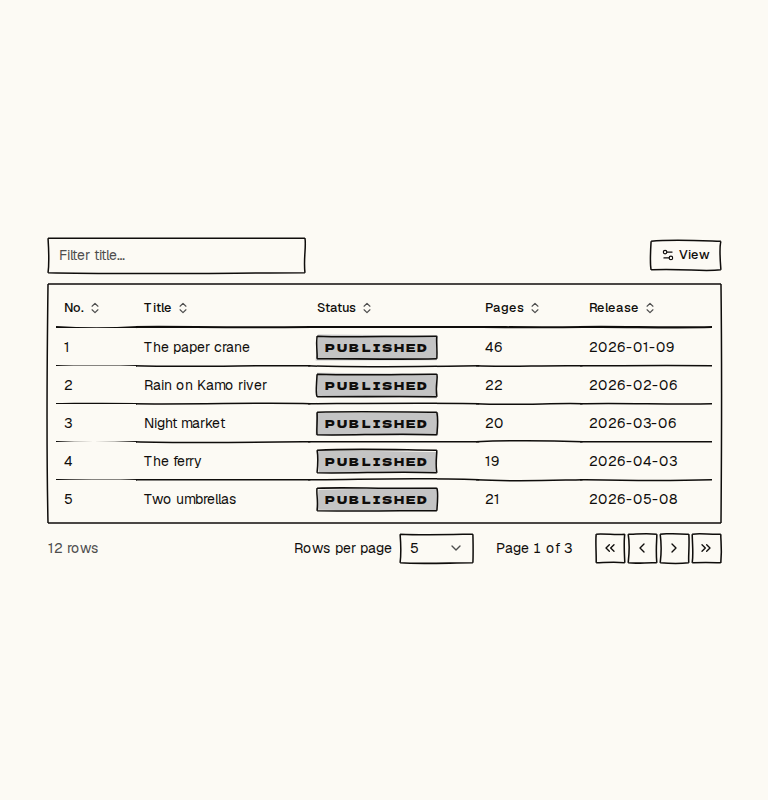 Filter title...
View
No. Title Status Pages Release
1 The paper crane PUBLISHED 46 2026-01-09
2 Rain on Kamo river PUBLISHED 22 2026-02-06
3 Night market PUBLISHED 20 2026-03-06
4 The ferry PUBLISHED 19 2026-04-03
5 Two umbrellas PUBLISHED 21 2026-05-08
12 rows Rows per page 5 Page 1 of 3